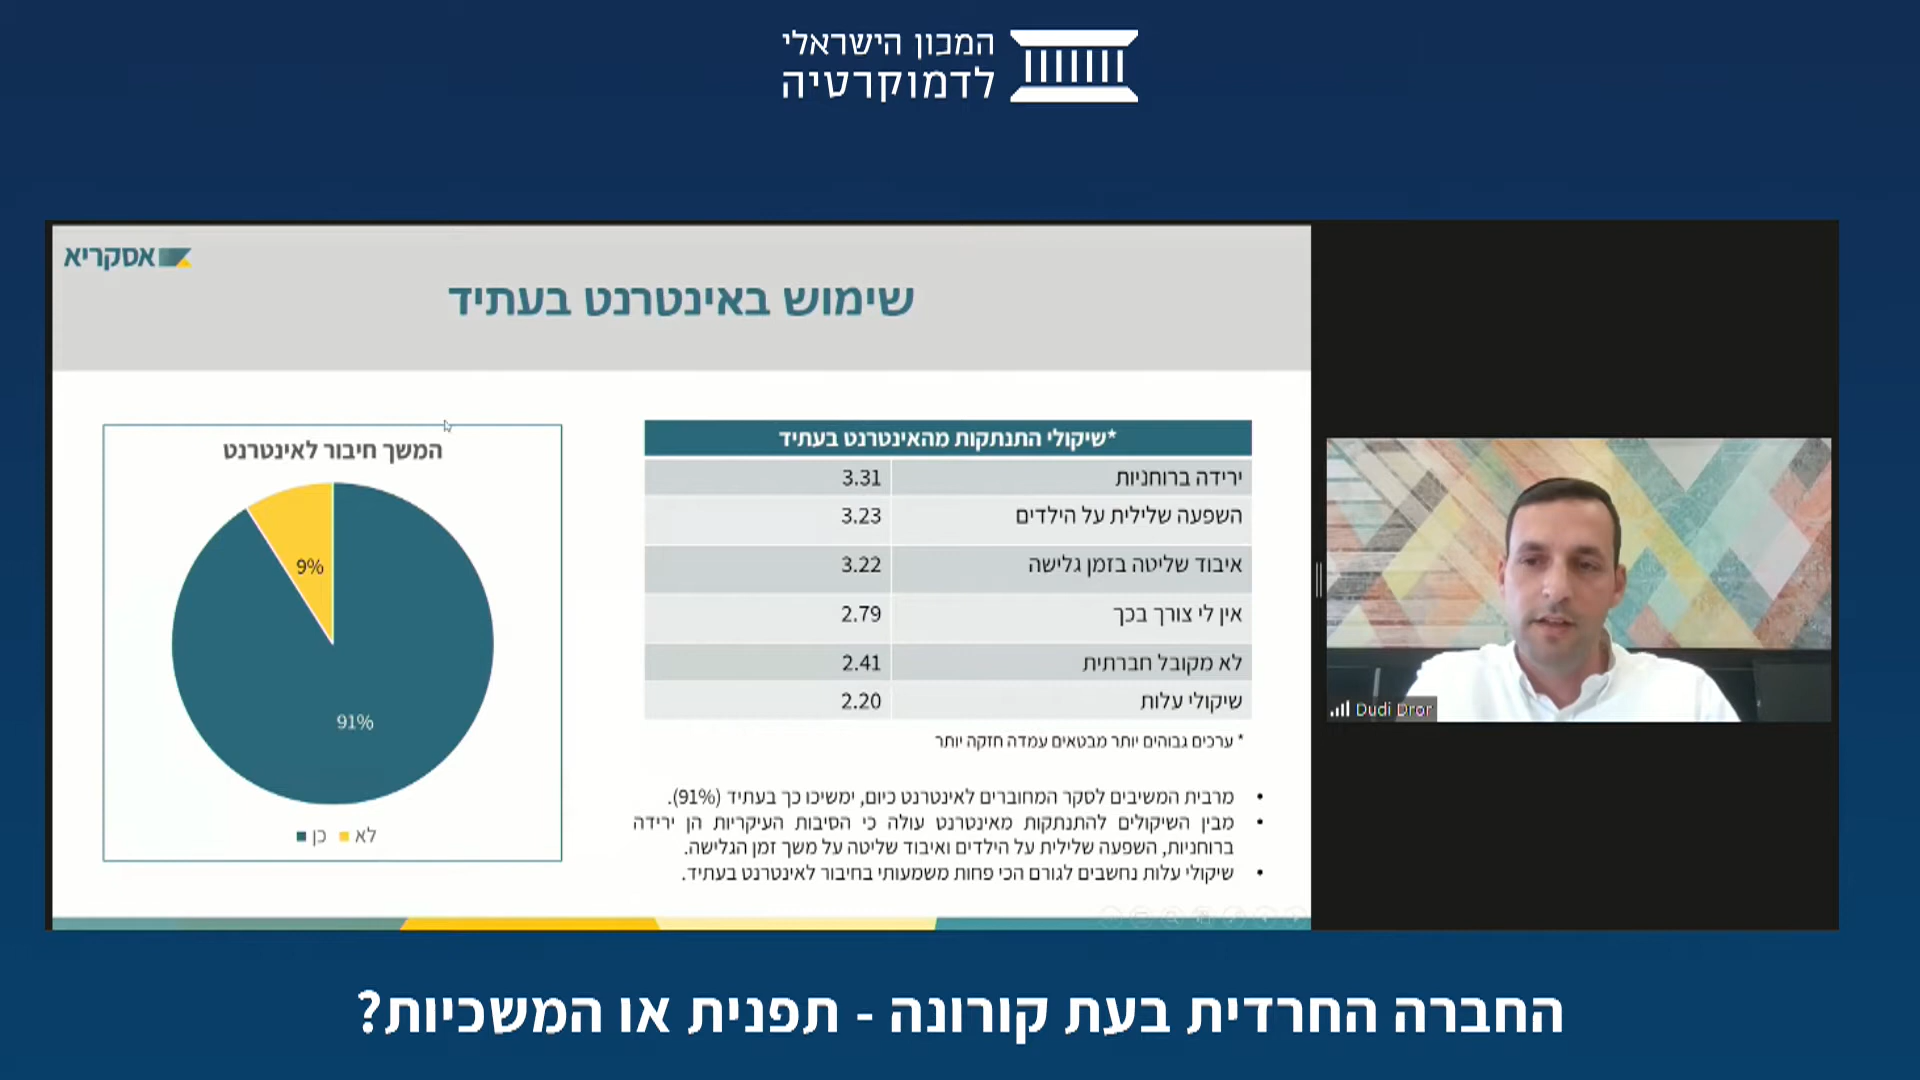 המכון הישראלי
לדמוקרטיה
אסקריא
שימוש באינטרנט בעתיד
*שיקולי התנתקות מהאינטרנט בעתיד
ירידה ברוחניות 3.31
השפעה שלילית על הילדים 3.23
איבוד שליטה בזמן גלישה 3.22
אין לי צורך בכך 2.79
לא מקובל חברתית 2.41
שיקולי עלות 2.20
* ערכים גבוהים יותר מבטאים עמדה חזקה יותר
• מרבית המשיבים לסקר המחוברים לאינטרנט כיום, ימשיכו כך בעתיד (91%).
• מבין השיקולים להתנתקות מאינטרנט עולה כי הסיבות העיקריות הן ירידה
ברוחניות, השפעה שלילית על הילדים ואיבוד שליטה על משך זמן הגלישה.
• שיקולי עלות נחשבים לגורם הכי פחות משמעותי בחיבור לאינטרנט בעתיד.
המשך חיבור לאינטרנט
9%
91%
כן לא
Dudi Dror
החברה החרדית בעת קורונה - תפנית או המשכיות?